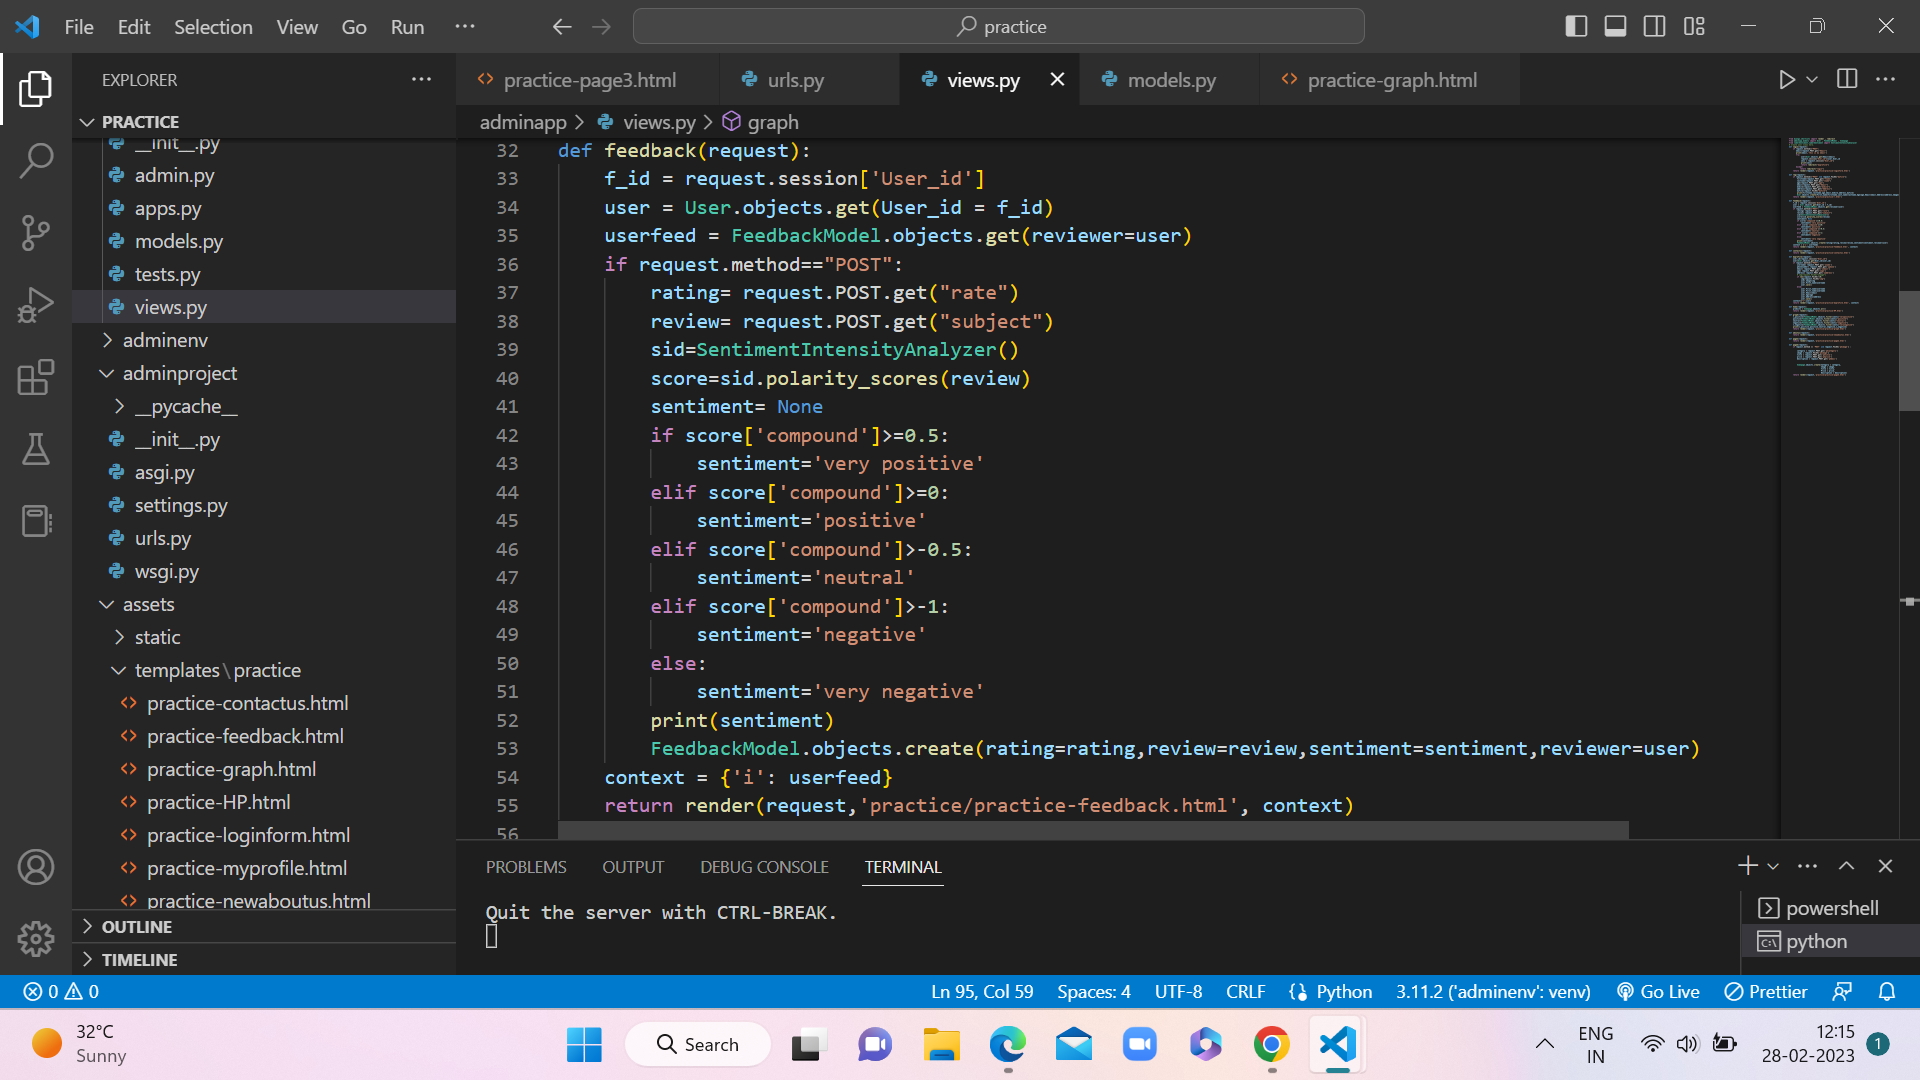 File Edit Selection View Go Run ···
practice
EXPLORER
PRACTICE
__init__.py
admin.py
apps.py
models.py
tests.py
views.py
adminenv
adminproject
__pycache__
__init__.py
asgi.py
settings.py
urls.py
wsgi.py
assets
static
templates\practice
practice-contactus.html
practice-feedback.html
practice-graph.html
practice-HP.html
practice-loginform.html
practice-myprofile.html
practice-newaboutus.html
OUTLINE
TIMELINE
practice-page3.html urls.py views.py models.py practice-graph.html
adminapp > views.py > graph
32 def feedback(request):
33 f_id = request.session['User_id']
34 user = User.objects.get(User_id = f_id)
35 userfeed = FeedbackModel.objects.get(reviewer=user)
36 if request.method=="POST":
37 rating= request.POST.get("rate")
38 review= request.POST.get("subject")
39 sid=SentimentIntensityAnalyzer()
40 score=sid.polarity_scores(review)
41 sentiment= None
42 if score['compound']>=0.5:
43 sentiment='very positive'
44 elif score['compound']>=0:
45 sentiment='positive'
46 elif score['compound']>-0.5:
47 sentiment='neutral'
48 elif score['compound']>-1:
49 sentiment='negative'
50 else:
51 sentiment='very negative'
52 print(sentiment)
53 FeedbackModel.objects.create(rating=rating,review=review,sentiment=sentiment,reviewer=user)
54 context = {'i': userfeed}
55 return render(request,'practice/practice-feedback.html', context)
56
PROBLEMS OUTPUT DEBUG CONSOLE TERMINAL
Quit the server with CTRL-BREAK.
powershell
python
0 0
Ln 95, Col 59 Spaces: 4 UTF-8 CRLF Python 3.11.2 ('adminenv': venv) Go Live Prettier
32°C
Sunny
Search
ENG
IN
12:15
28-02-2023
1